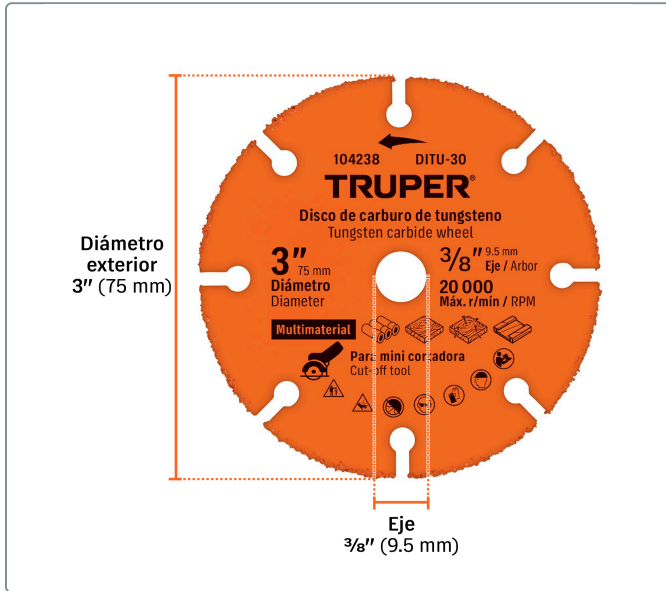 104238 DITU-30
TRUPER®
Disco de carburo de tungsteno
Tungsten carbide wheel
3" 75 mm
Diámetro
Diameter
3/8" 9.5 mm
Eje / Arbor
20 000
Máx. r/min / RPM
Multimaterial
Para mini cortadora
Cut-off tool
Diámetro
exterior
3" (75 mm)
Eje
3/8" (9.5 mm)